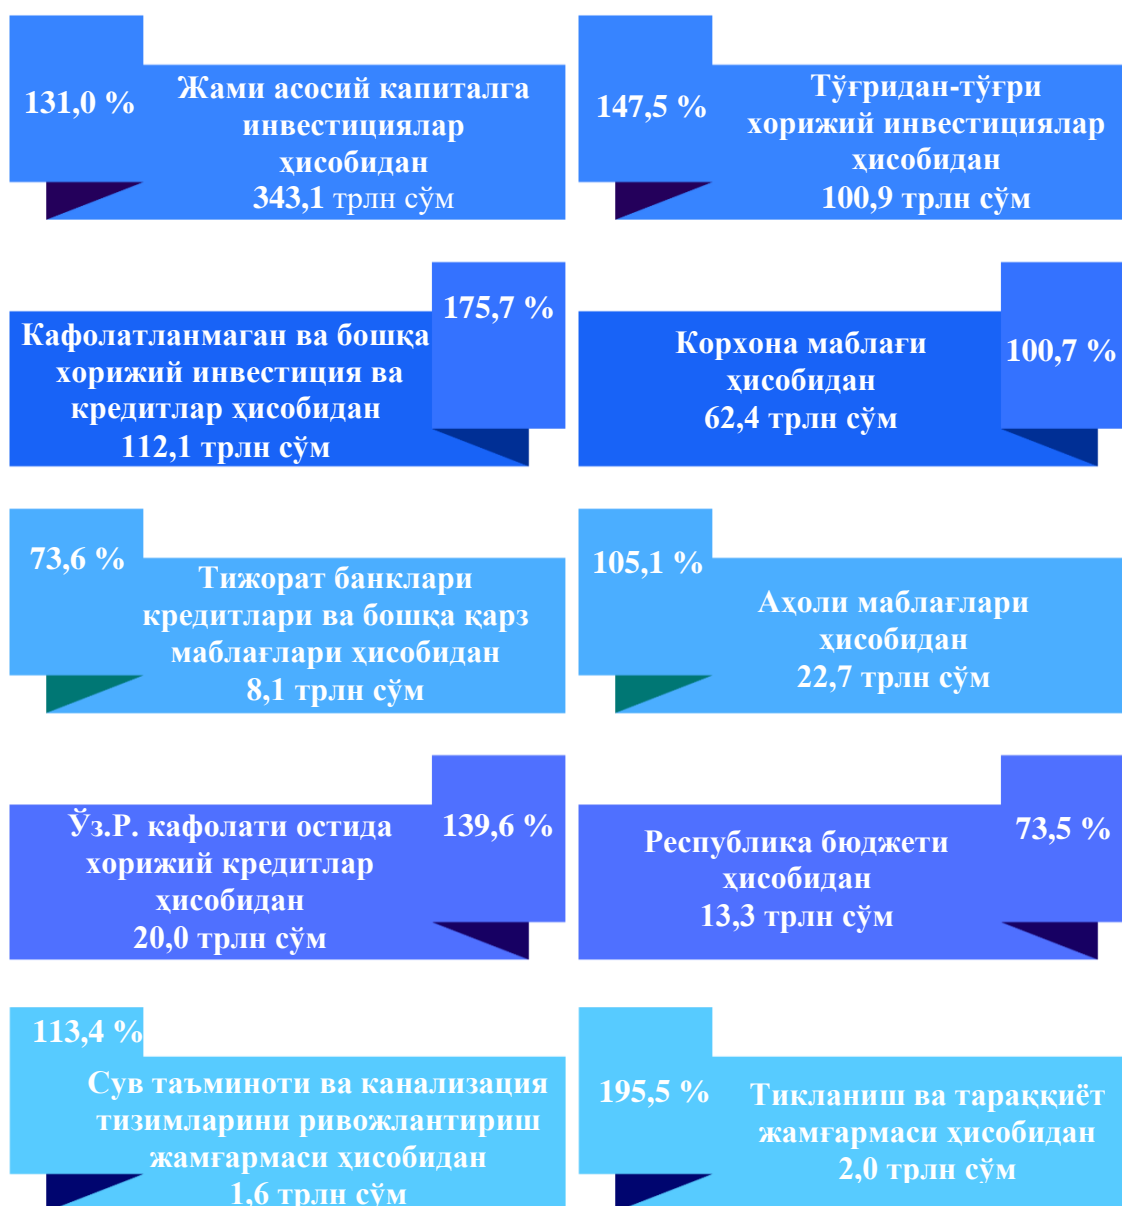 131,0 %
Жами асосий капиталга
инвестициялар
ҳисобидан
343,1 трлн сўм
147,5 %
Тўғридан-тўғри
хорижий инвестициялар
ҳисобидан
100,9 трлн сўм
175,7 %
Кафолатланмаган ва бошқа
хорижий инвестиция ва
кредитлар ҳисобидан
112,1 трлн сўм
100,7 %
Корхона маблағи
ҳисобидан
62,4 трлн сўм
73,6 %
Тижорат банклари
кредитлари ва бошқа қарз
маблағлари ҳисобидан
8,1 трлн сўм
105,1 %
Аҳоли маблағлари
ҳисобидан
22,7 трлн сўм
139,6 %
Ўз.Р. кафолати остида
хорижий кредитлар
ҳисобидан
20,0 трлн сўм
73,5 %
Республика бюджети
ҳисобидан
13,3 трлн сўм
113,4 %
Сув таъминоти ва канализация
тизимларини ривожлантириш
жамғармаси ҳисобидан
1,6 трлн сўм
195,5 %
Тикланиш ва тараққиёт
жамғармаси ҳисобидан
2,0 трлн сўм